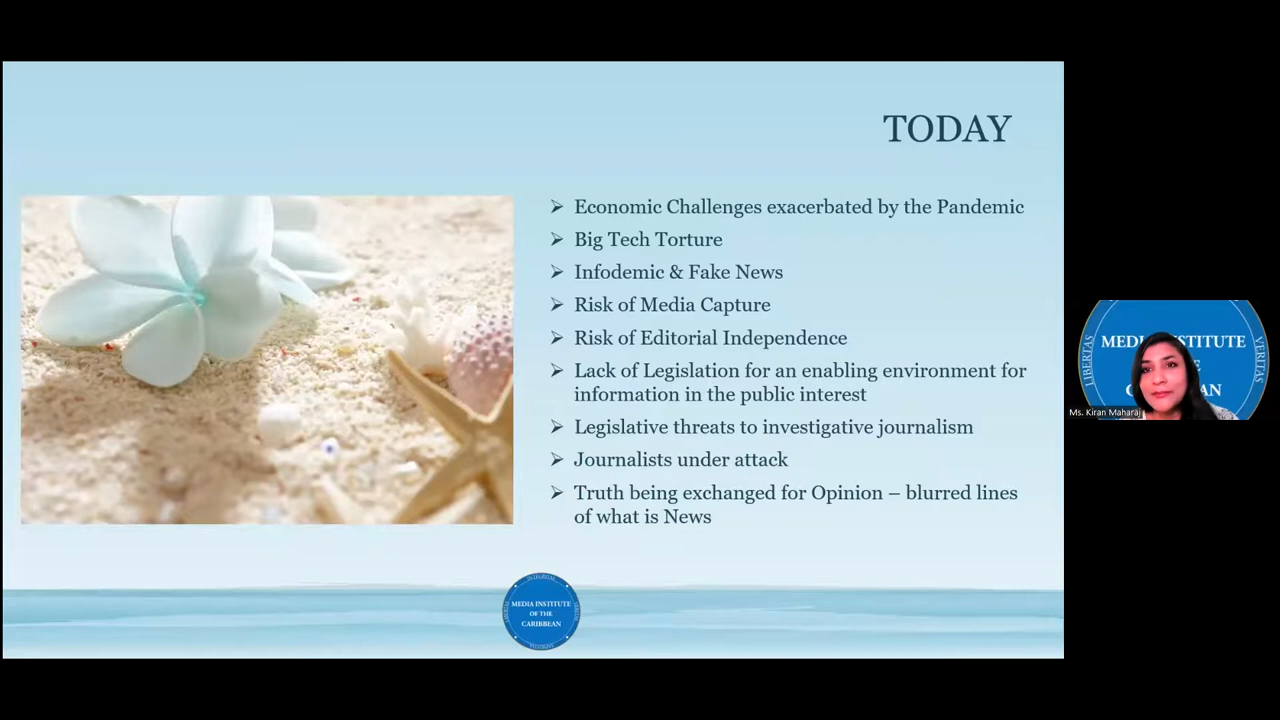 TODAY
Economic Challenges exacerbated by the Pandemic
Big Tech Torture
Infodemic & Fake News
Risk of Media Capture
Risk of Editorial Independence
Lack of Legislation for an enabling environment for
information in the public interest
Legislative threats to investigative journalism
Journalists under attack
Truth being exchanged for Opinion – blurred lines
of what is News
MEDIA INSTITUTE
OF THE
CARIBBEAN
LIBERTAS
VERITAS
Ms. Kiran Maharaj